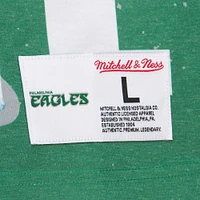 PHILADELPHIA
EAGLES
Mitchell & Ness
L
MITCHELL & NESS NOSTALGIA CO.
AUTHENTIC LICENSED APPAREL
DESIGNED IN PHILADELPHIA, PA.
ESTABLISHED 1904
AUTHENTIC, PREMIUM, LEGENDARY.